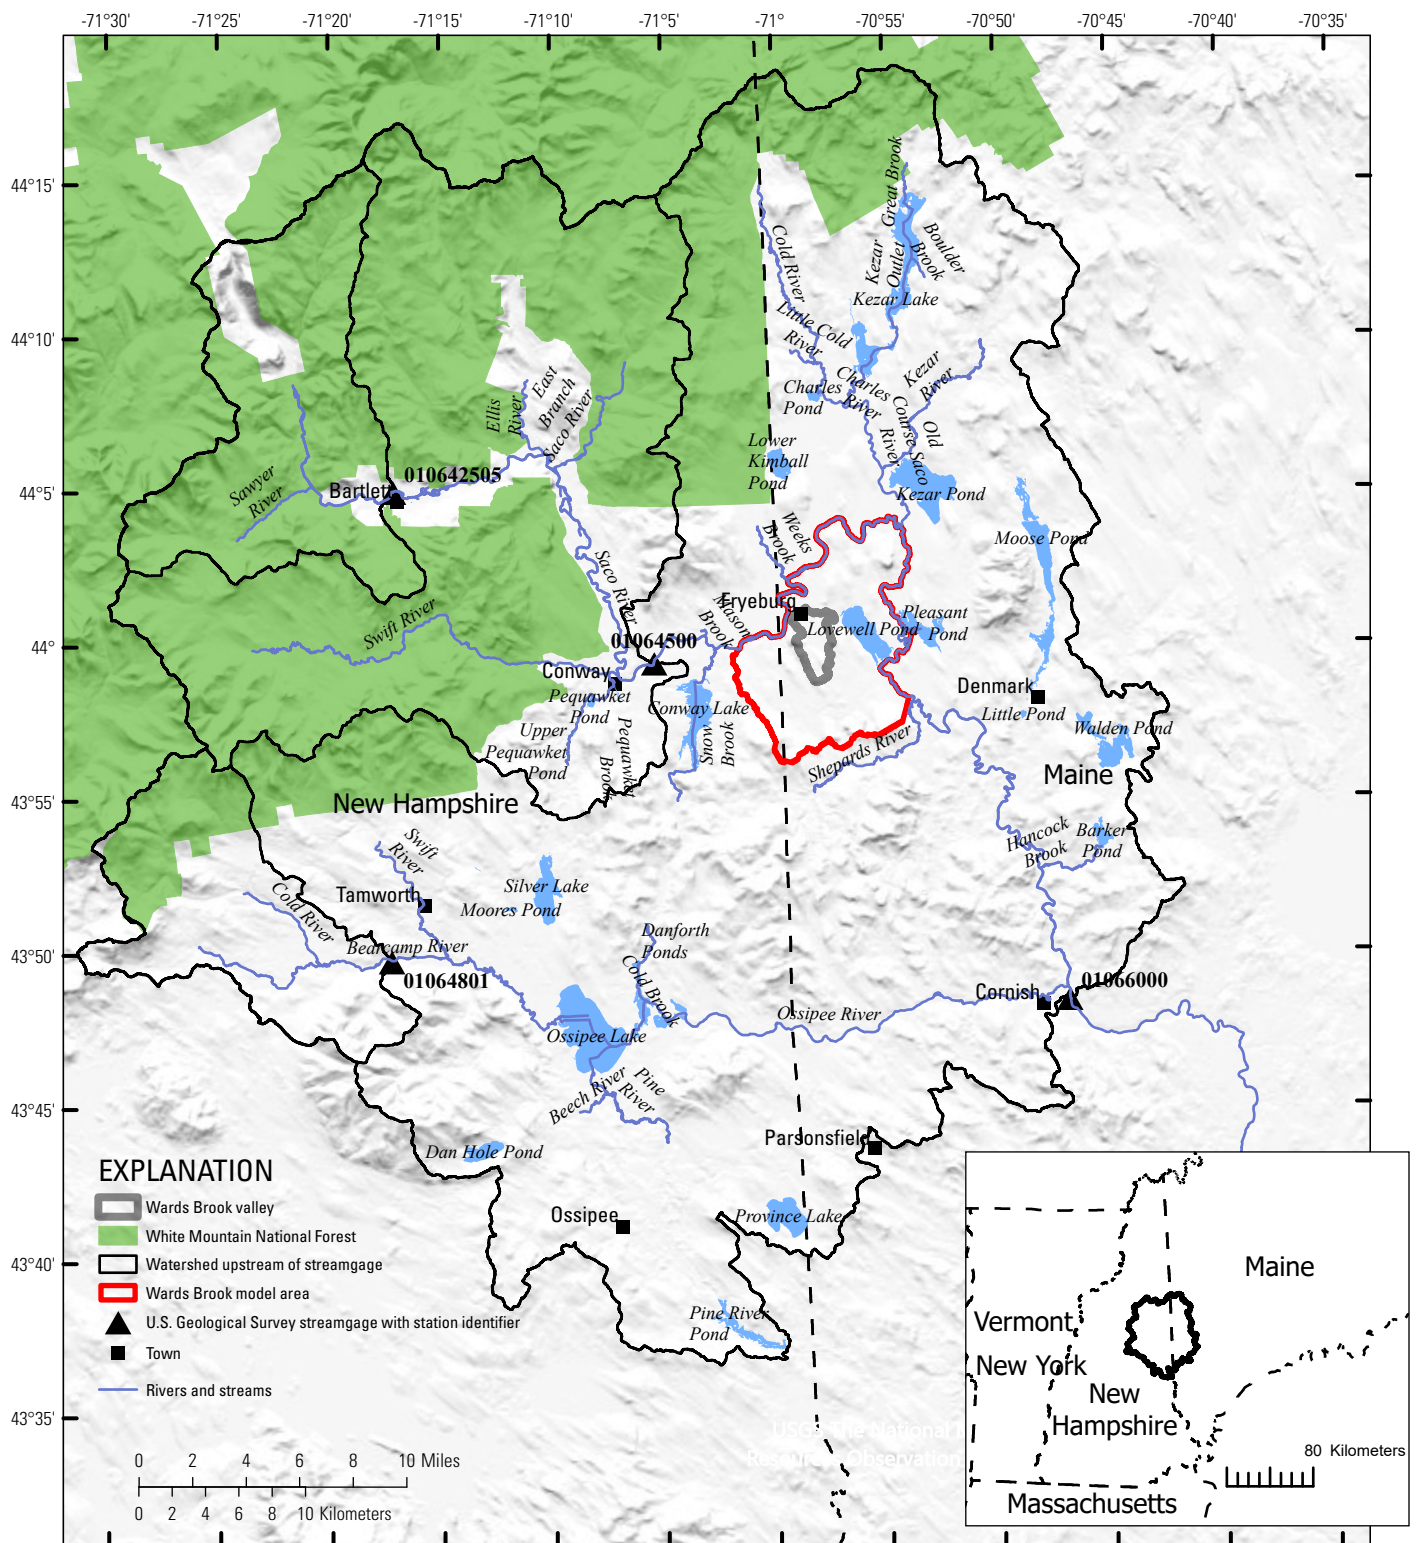 -71°30'
-71°25'
-71°20'
-71°15'
-71°10'
-71°5'
-71°
-70°55'
-70°50'
-70°45'
-70°40'
-70°35'
44°15'
44°10'
44°5'
44°
43°55'
43°50'
43°45'
43°40'
43°35'
Great Brook
Kezar
Outlet
Boulder
Brook
Cold River
Kezar Lake
Little Cold
River
Kezar
River
Charles
River
Charles
Pond
Old
Course Saco
River
East
Branch
Saco River
Ellis
River
Lower
Kimball
Pond
Kezar Pond
Sawyer
River
Bartlett
010642505
Moose Pond
Weeks
Brook
Saco River
Fryeburg
Mason
Brook
Lovewell Pond
Pleasant
Pond
Swift River
01064500
Conway
Pequawket
Pond
Conway Lake
Denmark
Little Pond
Walden Pond
Upper
Pequawket
Pond
Pequawket
Brook
Snow
Brook
Shepards River
Maine
New Hampshire
Hancock
Brook
Barker
Pond
Swift
River
Silver Lake
Tamworth
Moores Pond
Cold River
Danforth
Ponds
Bearcamp River
01064801
Cold Brook
Cornish
01066000
Ossipee River
Ossipee Lake
Beech River
Pine
River
Parsonsfield
Dan Hole Pond
Ossipee
Province Lake
Pine River
Pond
EXPLANATION
Wards Brook valley
White Mountain National Forest
Watershed upstream of streamgage
Wards Brook model area
U.S. Geological Survey streamgage with station identifier
Town
Rivers and streams
0 2 4 6 8 10 Miles
0 2 4 6 8 10 Kilometers
USGS The National
Resources Observation
Maine
Vermont
New York
New
Hampshire
80 Kilometers
Massachusetts